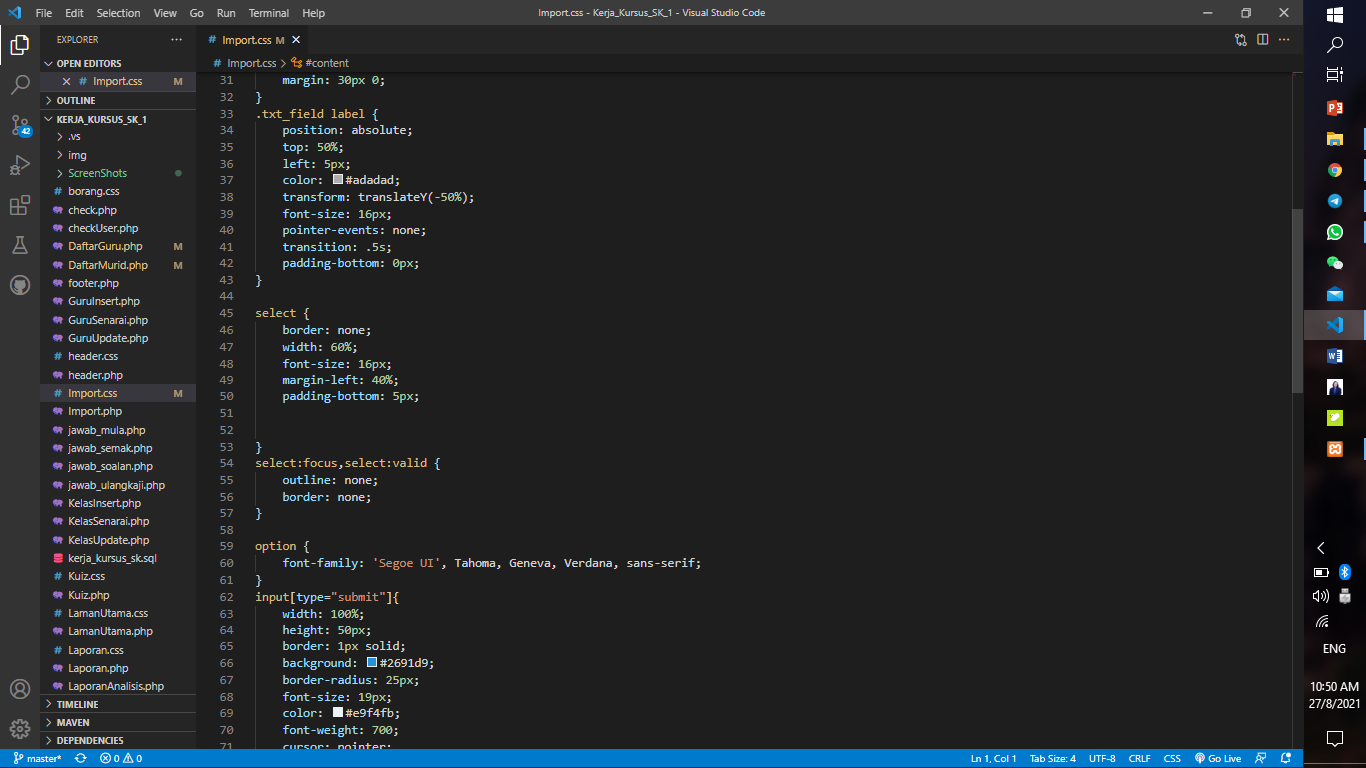 File Edit Selection View Go Run Terminal Help
Import.css - Kerja_Kursus_SK_1 - Visual Studio Code
EXPLORER
OPEN EDITORS
# Import.css M
OUTLINE
KERJA_KURSUS_SK_1
.vs
img
ScreenShots
# borang.css
check.php
checkUser.php
DaftarGuru.php M
DaftarMurid.php M
footer.php
GuruInsert.php
GuruSenarai.php
GuruUpdate.php
# header.css
header.php
# Import.css M
Import.php
jawab_mula.php
jawab_semak.php
jawab_soalan.php
jawab_ulangkaji.php
KelasInsert.php
KelasSenarai.php
KelasUpdate.php
kerja_kursus_sk.sql
# Kuiz.css
Kuiz.php
# LamanUtama.css
LamanUtama.php
# Laporan.css
Laporan.php
LaporanAnalisis.php
TIMELINE
MAVEN
DEPENDENCIES
42
# Import.css M
# Import.css > #content
31 margin: 30px 0;
32 }
33 .txt_field label {
34 position: absolute;
35 top: 50%;
36 left: 5px;
37 color: #adadad;
38 transform: translateY(-50%);
39 font-size: 16px;
40 pointer-events: none;
41 transition: .5s;
42 padding-bottom: 0px;
43 }
44
45 select {
46 border: none;
47 width: 60%;
48 font-size: 16px;
49 margin-left: 40%;
50 padding-bottom: 5px;
51
52
53 }
54 select:focus,select:valid {
55 outline: none;
56 border: none;
57 }
58
59 option {
60 font-family: 'Segoe UI', Tahoma, Geneva, Verdana, sans-serif;
61 }
62 input[type="submit"]{
63 width: 100%;
64 height: 50px;
65 border: 1px solid;
66 background: #2691d9;
67 border-radius: 25px;
68 font-size: 19px;
69 color: #e9f4fb;
70 font-weight: 700;
71 cursor: pointer;
master* 0 0
Ln 1, Col 1 Tab Size: 4 UTF-8 CRLF CSS Go Live
ENG
10:50 AM
27/8/2021